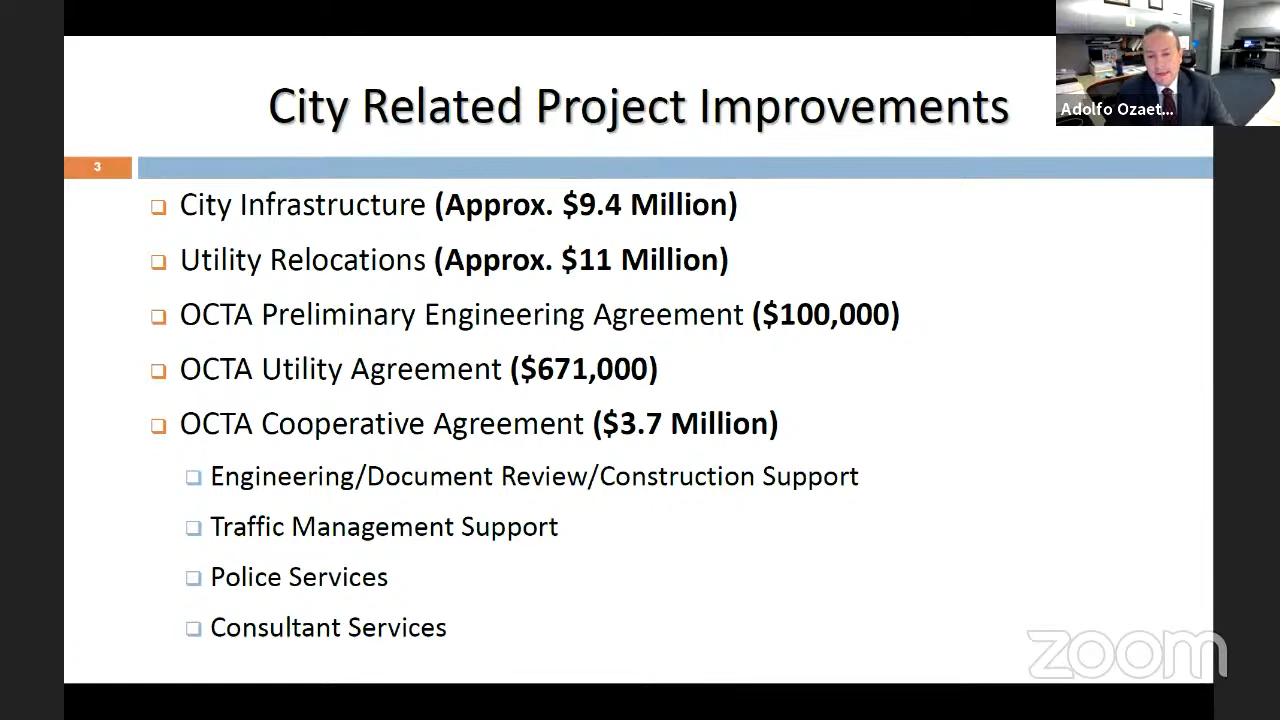 City Related Project Improvements
Adolfo Ozaet...
3
City Infrastructure (Approx. $9.4 Million)
Utility Relocations (Approx. $11 Million)
OCTA Preliminary Engineering Agreement ($100,000)
OCTA Utility Agreement ($671,000)
OCTA Cooperative Agreement ($3.7 Million)
Engineering/Document Review/Construction Support
Traffic Management Support
Police Services
Consultant Services
zoom